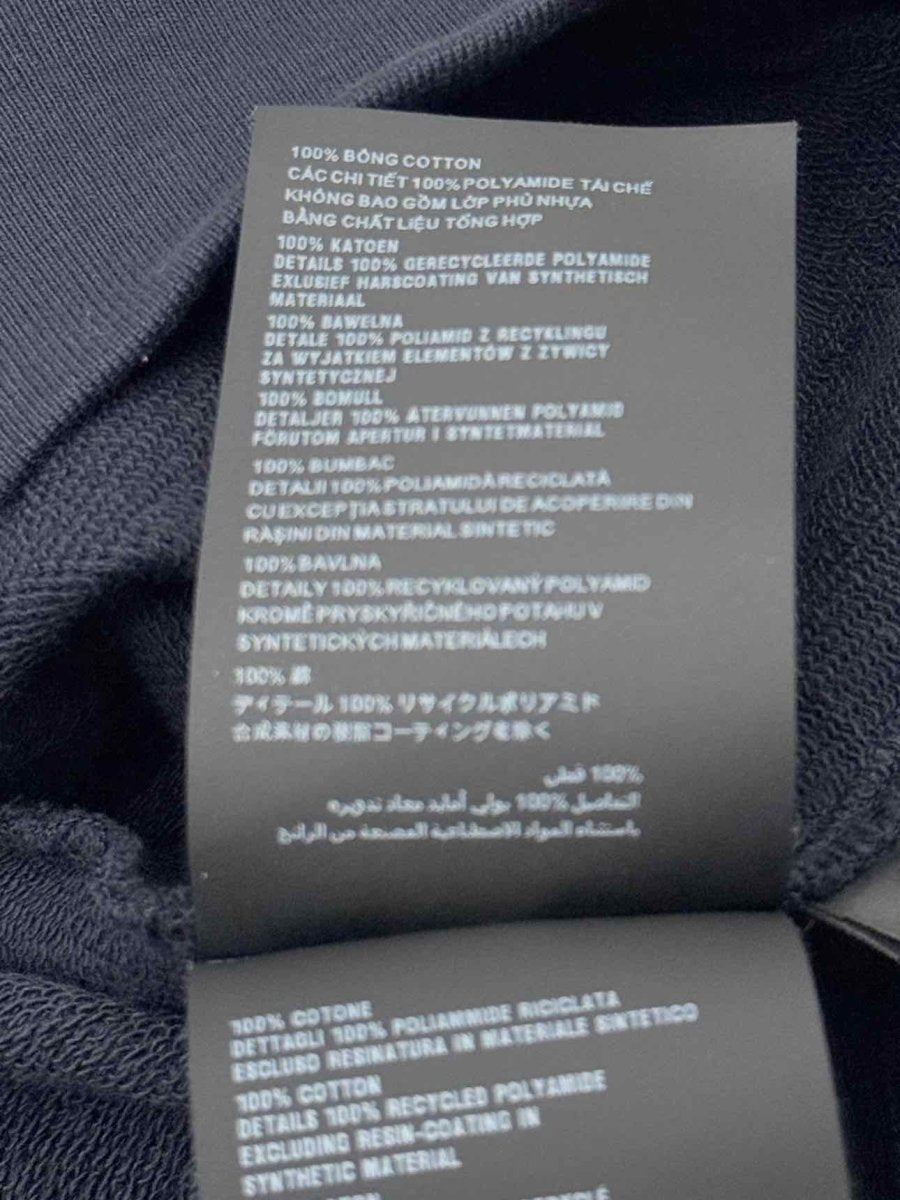 100% BÔNG COTTON
CÁC CHI TIẾT 100% POLYAMIDE TÁI CHẾ
KHÔNG BAO GỒM LỚP PHỦ NHỰA
BẰNG CHẤT LIỆU TỔNG HỢP
100% KATOEN
DETAILS 100% GERECYCLEERDE POLYAMIDE
EXLUSIEF HARSCOATING VAN SYNTHETISCH
MATERIAAL
100% BAWELNA
DETALE 100% POLIAMID Z RECYKLINGU
ZA WYJATKIEM ELEMENTÓW Z ZYWICY
SYNTETYCZNEJ
100% BOMULL
DETALJER 100% ÅTERVUNNEN POLYAMID
FÖRUTOM APERTUR I SYNTETMATERIAL
100% BUMBAC
DETALII 100% POLIAMIDĂ RECICLATĂ
CU EXCEPȚIA STRATULUI DE ACOPERIRE DIN
RĂȘINI DIN MATERIAL SINTETIC
100% BAVLNA
DETAILY 100% RECYKLOVANÝ POLYAMID
KROMĚ PRYSKYŘIČNÉHO POTAHU V
SYNTETICKÝCH MATERIÁLECH
100% 綿
ディテール 100% リサイクルポリアミド
合成素材の樹脂コーティングを除く
100% قطن
التفاصيل 100% بولي أمايد معاد تدويره
باستثناء المواد الاصطناعية المصنعة من الراتنج
100% COTONE
DETTAGLI 100% POLIAMMIDE RICICLATA
ESCLUSO RESINATURA IN MATERIALE SINTETICO
100% COTTON
DETAILS 100% RECYCLED POLYAMIDE
EXCLUDING RESIN-COATING IN
SYNTHETIC MATERIAL